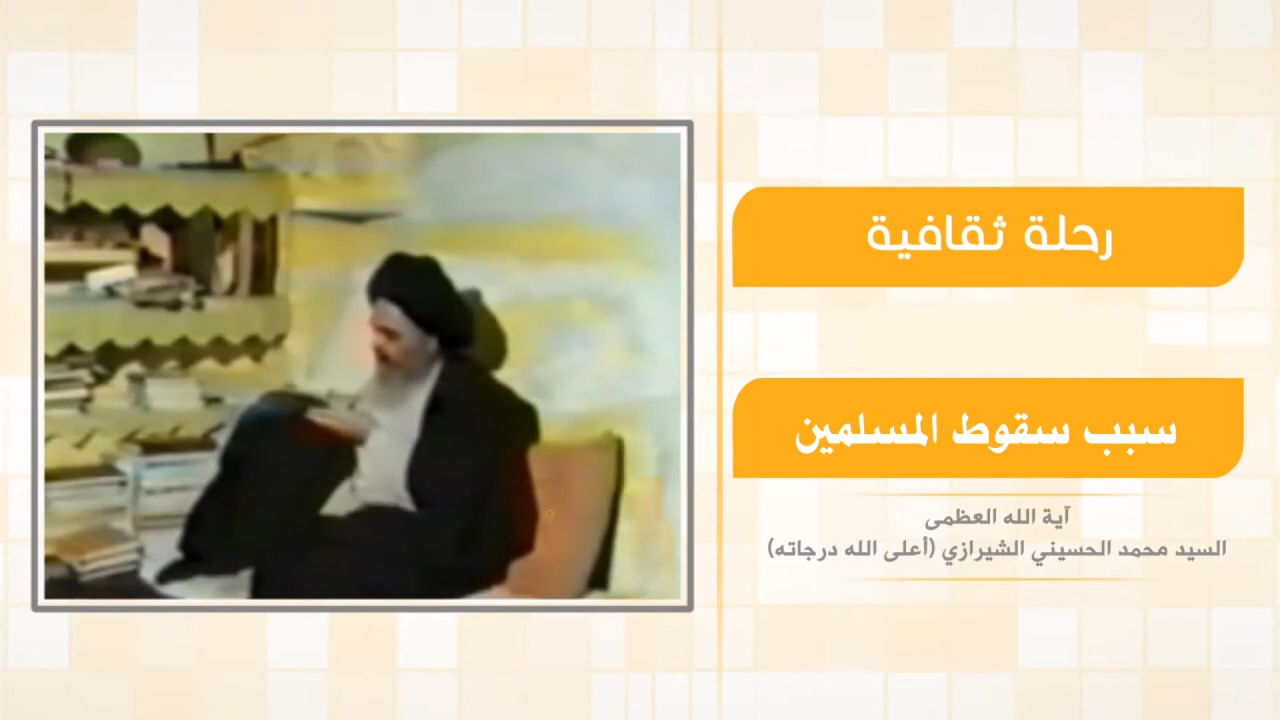 رحلة ثقافية
سبب سقوط المسلمين
آية الله العظمى
السيد محمد الحسيني الشيرازي (أعلى الله درجاته)